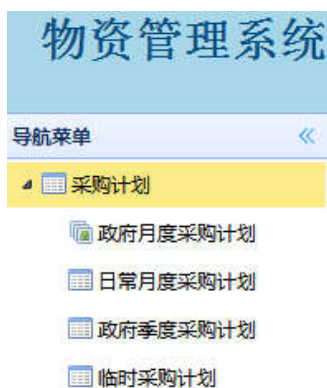 物资管理系统
导航菜单
采购计划
政府月度采购计划
日常月度采购计划
政府季度采购计划
临时采购计划